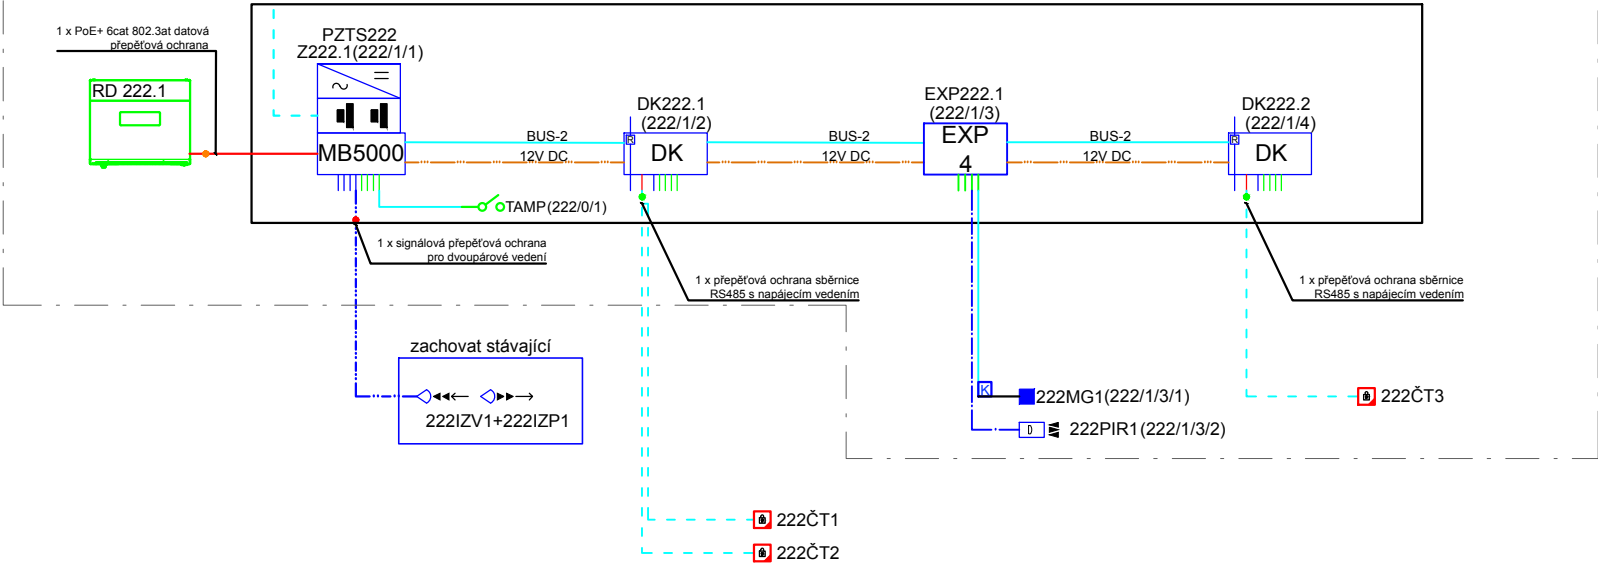 1 x PoE+ 6cat 802.3at datová
přepěťová ochrana
RD 222.1
PZTS222
Z222.1(222/1/1)
MB5000
BUS-2
12V DC
DK222.1
(222/1/2)
R
DK
BUS-2
12V DC
EXP222.1
(222/1/3)
EXP
4
BUS-2
12V DC
DK222.2
(222/1/4)
R
DK
TAMP(222/0/1)
1 x signálová přepěťová ochrana
pro dvoupárové vedení
1 x přepěťová ochrana sběrnice
RS485 s napájecím vedením
1 x přepěťová ochrana sběrnice
RS485 s napájecím vedením
zachovat stávající
222IZV1+222IZP1
K
222MG1(222/1/3/1)
D
222PIR1(222/1/3/2)
222ČT3
222ČT1
222ČT2